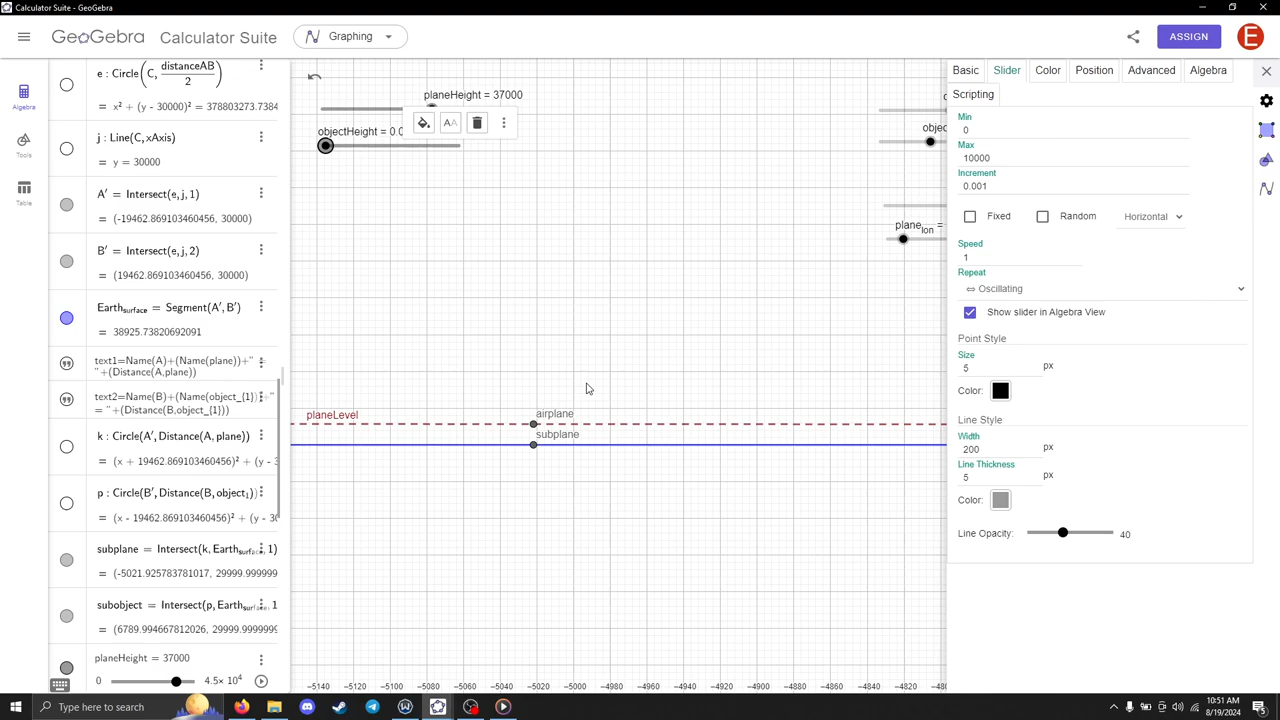 Calculator Suite - GeoGebra
GeoGebra
Calculator Suite
Graphing
ASSIGN
E
Algebra
Tools
Table
e : Circle(C, distanceAB / 2)
= x² + (y - 30000)² = 378803273.7384
j : Line(C, xAxis)
= y = 30000
A′ = Intersect(e, j, 1)
= (-19462.869103460456, 30000)
B′ = Intersect(e, j, 2)
= (19462.869103460456, 30000)
Earth_surface = Segment(A′, B′)
= 38925.73820692091
text1=Name(A)+(Name(plane))+"
"+(Distance(A,plane))
text2=Name(B)+(Name(object_{1})+"
= "+(Distance(B,object_{1}))
k : Circle(A′, Distance(A, plane))
= (x + 19462.869103460456)² + (y - 3
p : Circle(B′, Distance(B, object₁))
= (x - 19462.869103460456)² + (y - 30
subplane = Intersect(k, Earth_surface, 1)
= (-5021.925783781017, 29999.999999
subobject = Intersect(p, Earth_surface, 1
= (6789.994667812026, 29999.9999999
planeHeight = 37000
0
4.5× 10⁴
planeHeight = 37000
objectHeight = 0.0
AA
objec
plane_lon =
planeLevel
airplane
subplane
−5140
−5120
−5100
−5080
−5060
−5040
−5020
−5000
−4980
−4960
−4940
−4920
−4900
−4880
−4860
−4840
−4820
Basic
Slider
Color
Position
Advanced
Algebra
Scripting
Min
0
Max
10000
Increment
0.001
Fixed
Random
Horizontal
Speed
1
Repeat
⇔ Oscillating
Show slider in Algebra View
Point Style
Size
5
px
Color:
Line Style
Width
200
px
Line Thickness
5
px
Color:
Line Opacity:
40
Type here to search
10:51 AM
8/19/2024